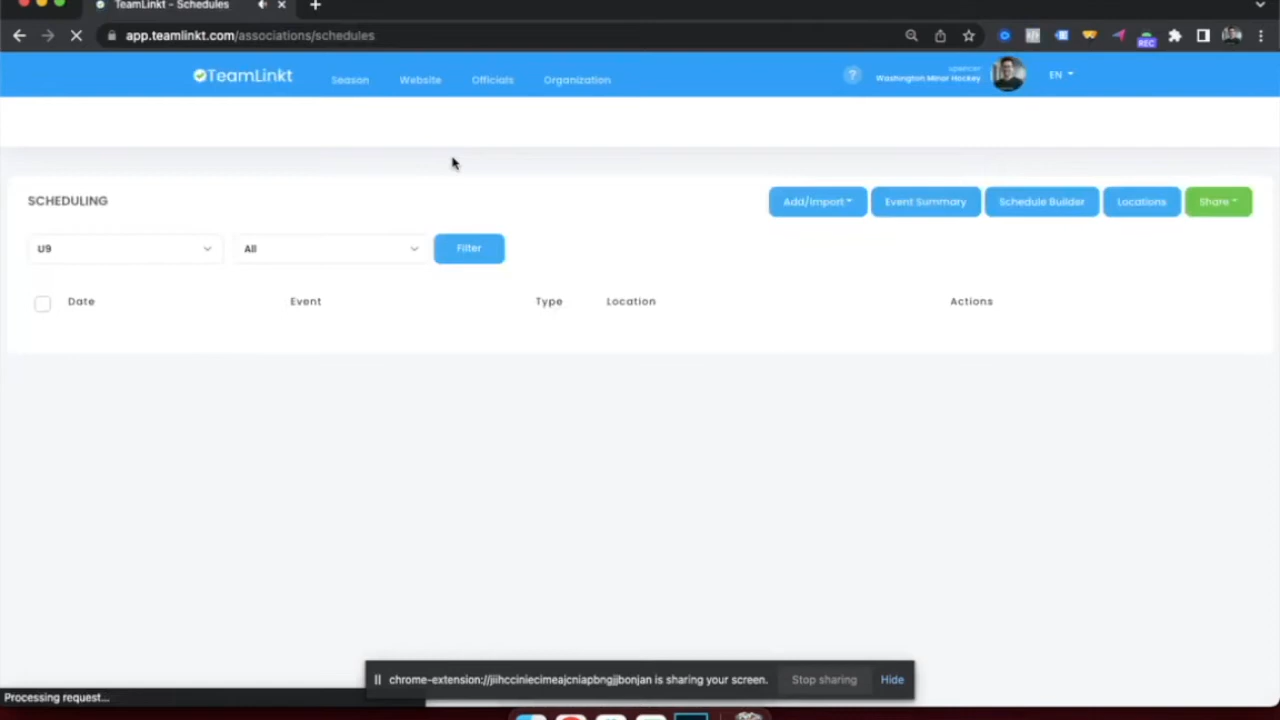 TeamLinkt - Schedules
app.teamlinkt.com/associations/schedules
REC
TeamLinkt Season Website Officials Organization
? spencer
Washington Minor Hockey
EN
SCHEDULING
Add/Import Event Summary Schedule Builder Locations Share
U9 All Filter
Date Event Type Location Actions
chrome-extension://jiihcciniecimeajcniapbngjjbonjan is sharing your screen. Stop sharing Hide
Processing request...